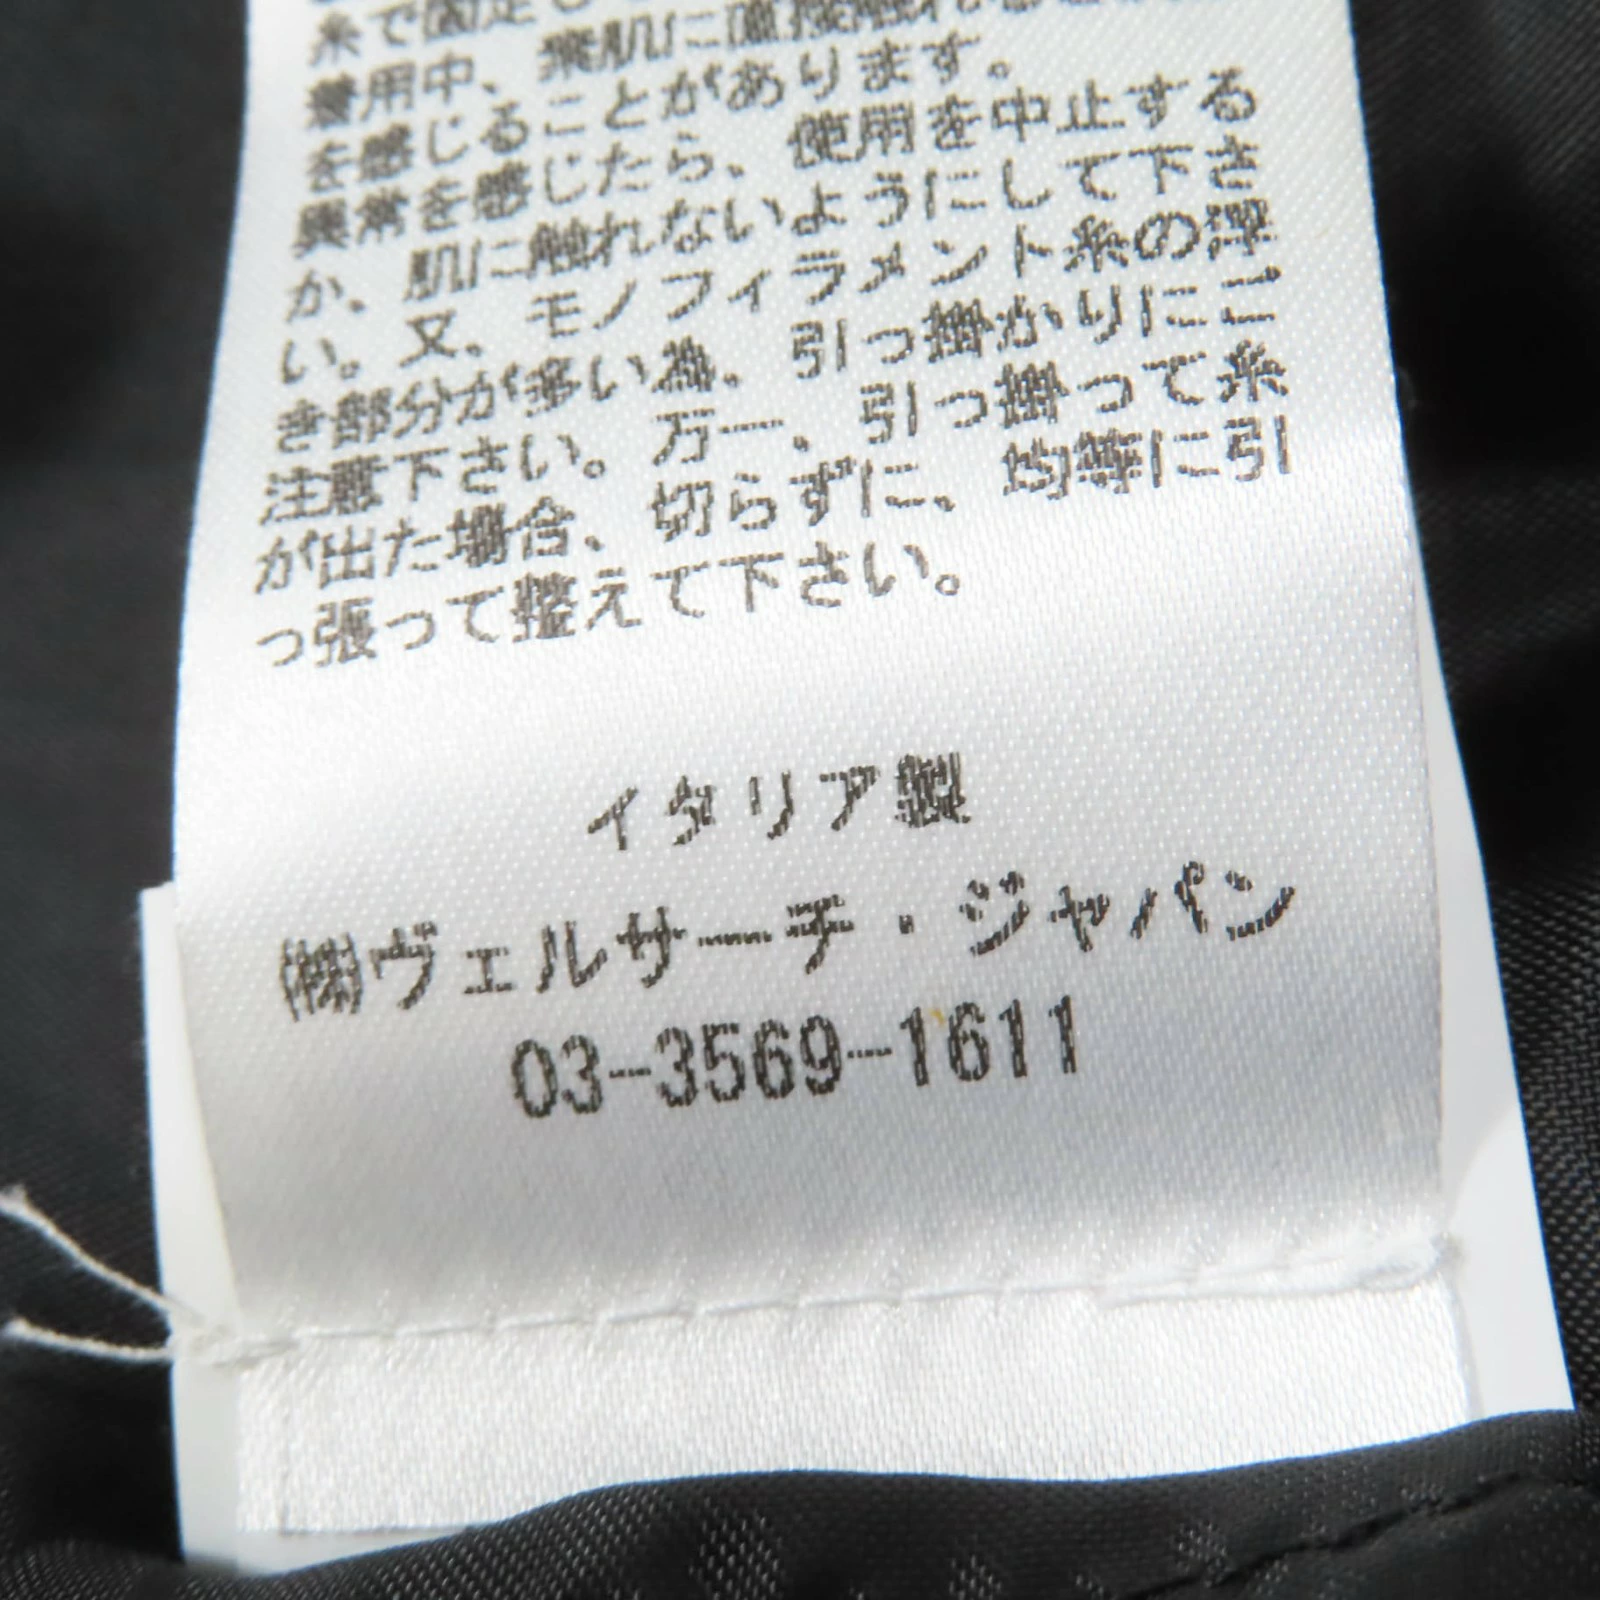 糸で固定し
着用中、素肌に直接触れると
を感じることがあります。
異常を感じたら、使用を中止する
か、肌に触れないようにして下さ
い。又、モノフィラメント糸の浮
き部分が多い為、引っ掛かりにご
注意下さい。万一、引っ掛って糸
が出た場合、切らずに、均等に引
っ張って整えて下さい。
イタリア製
㈱ヴェルサーチ・ジャパン
03-3569-1611